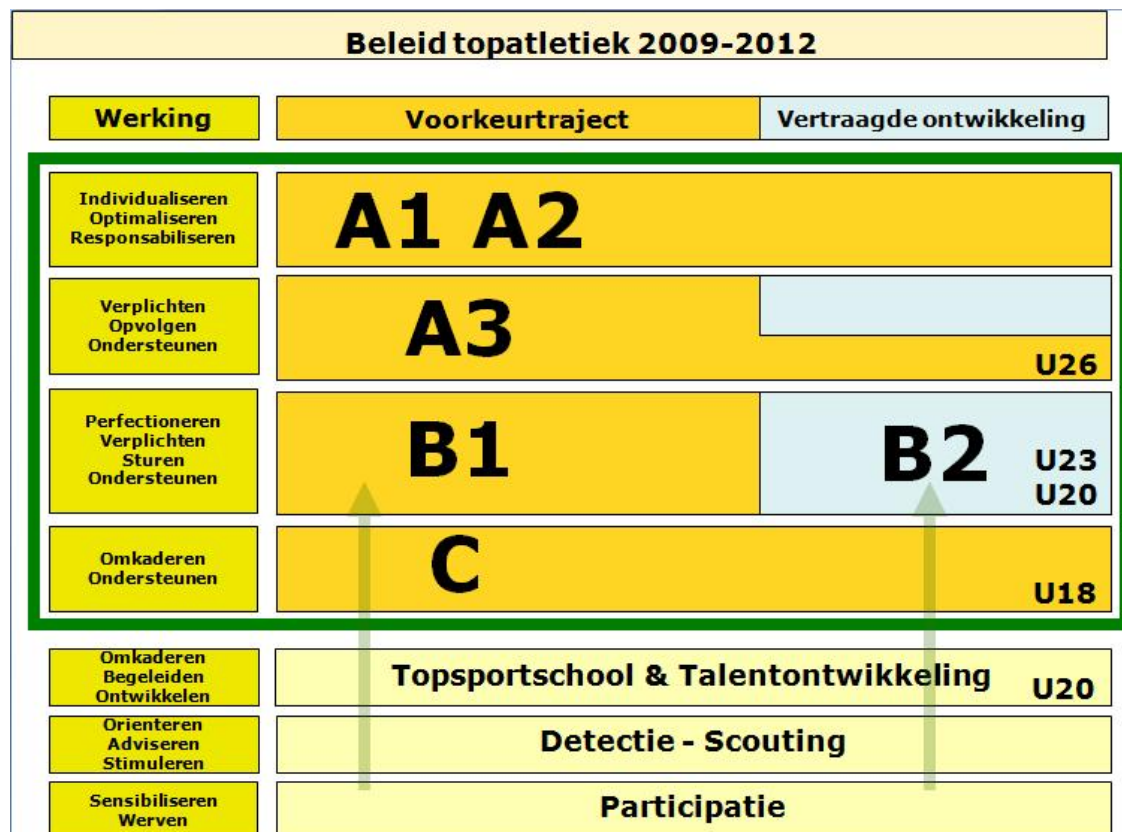 Beleid topatletiek 2009-2012
Werking
Voorkeurtraject
Vertraagde ontwikkeling
Individualiseren
Optimaliseren
Responsabiliseren
A1 A2
Verplichten
Opvolgen
Ondersteunen
A3
U26
Perfectioneren
Verplichten
Sturen
Ondersteunen
B1
B2
U23
U20
Omkaderen
Ondersteunen
C
U18
Omkaderen
Begeleiden
Ontwikkelen
Topsportschool & Talentontwikkeling
U20
Orienteren
Adviseren
Stimuleren
Detectie - Scouting
Sensibiliseren
Werven
Participatie